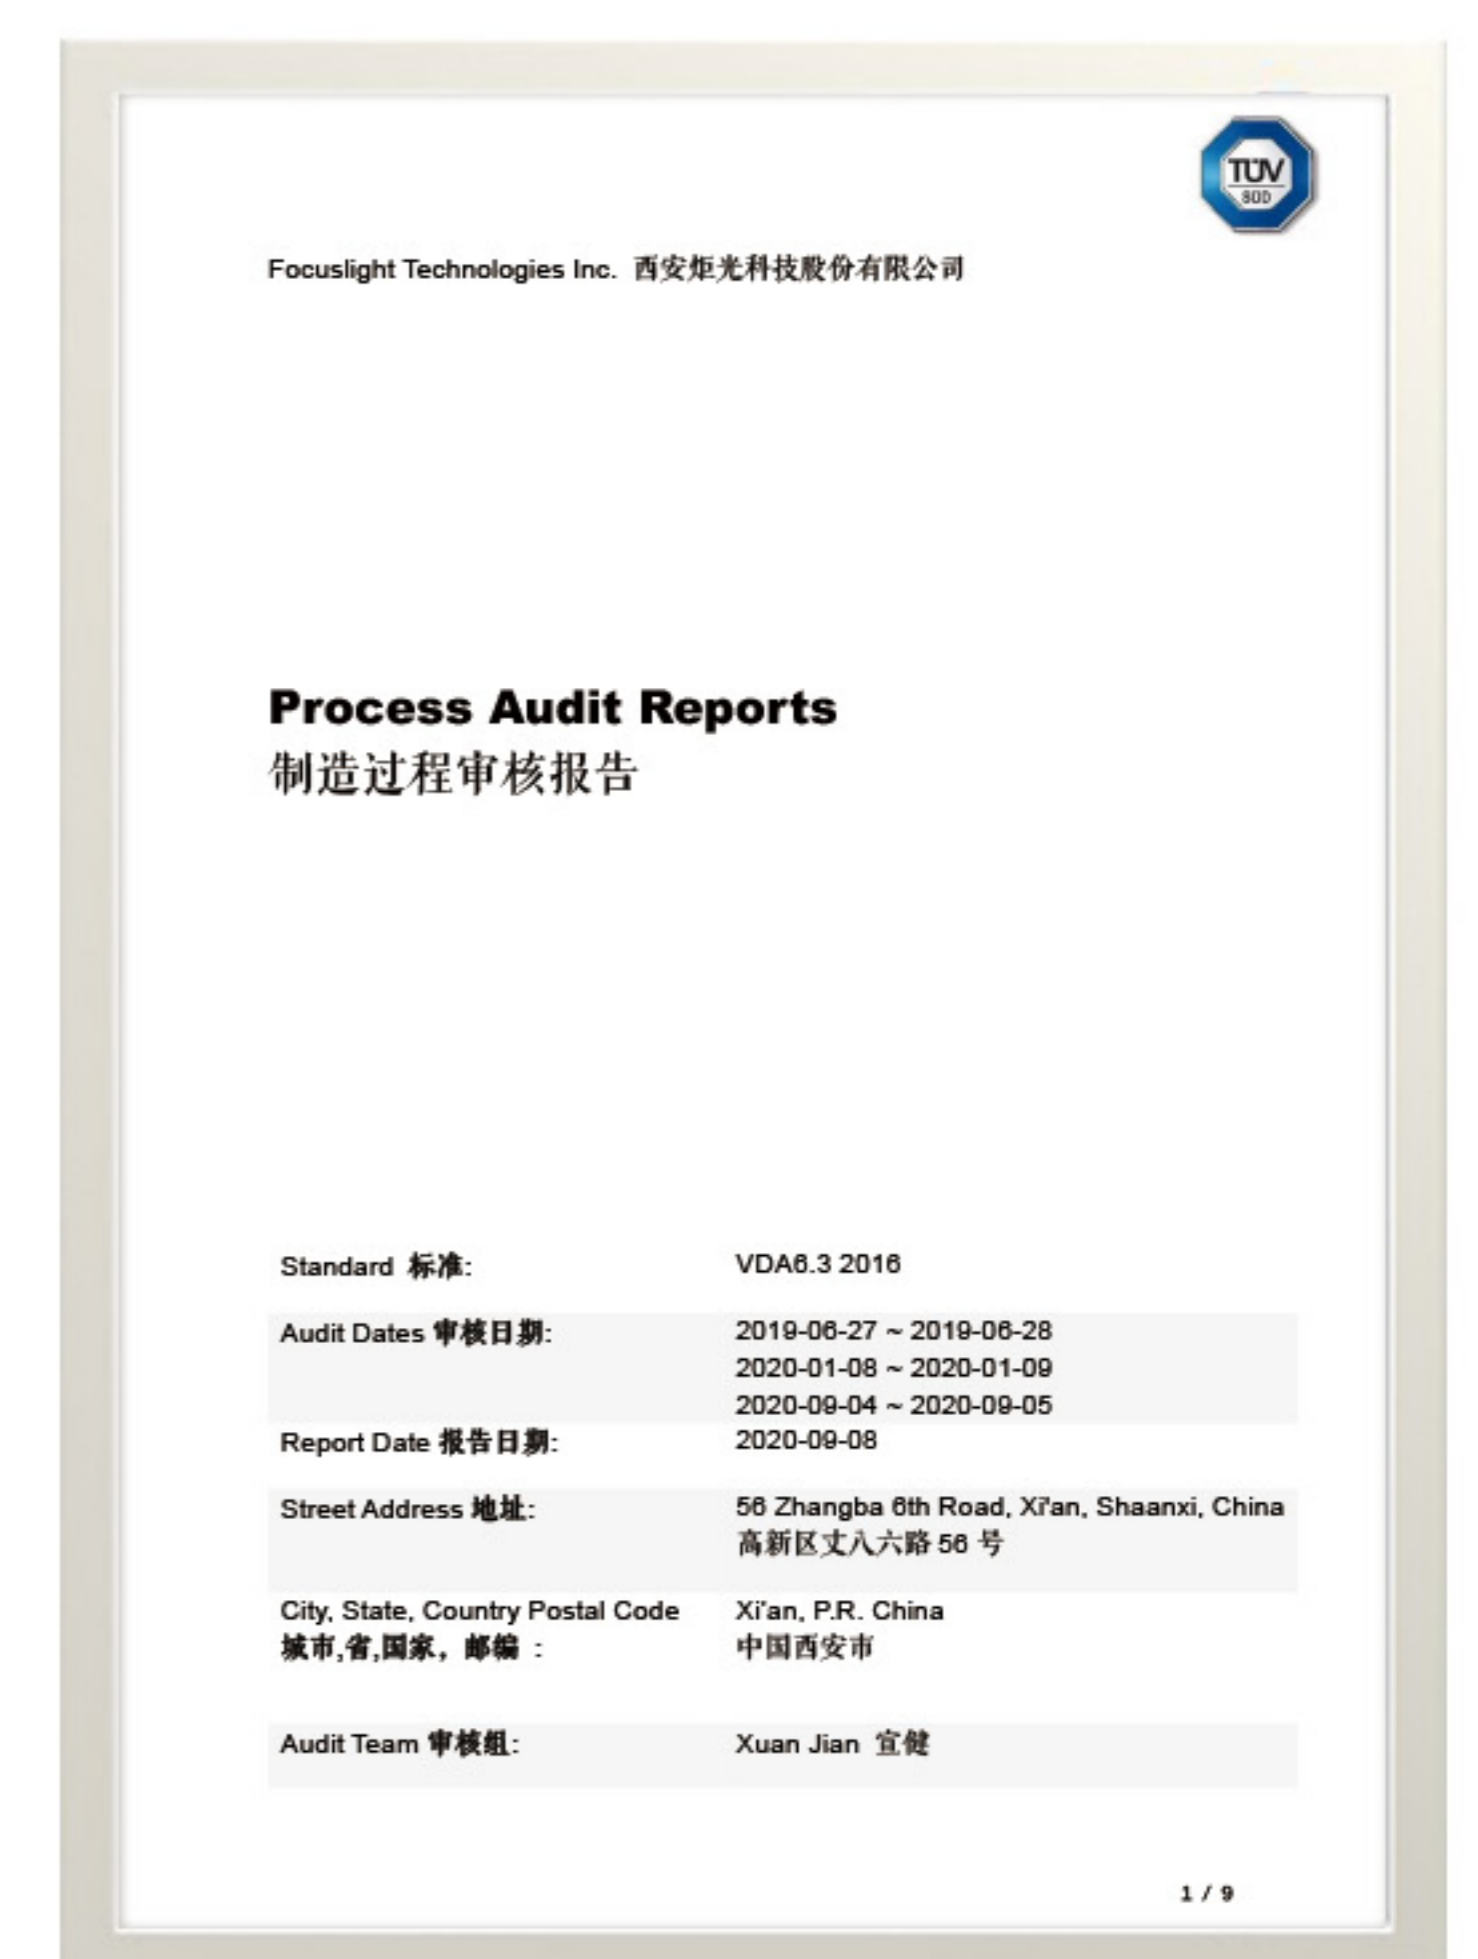 TÜV
SÜD
Focuslight Technologies Inc. 西安炬光科技股份有限公司
Process Audit Reports
制造过程审核报告
Standard 标准: VDA6.3 2016
Audit Dates 审核日期: 2019-06-27 ~ 2019-06-28
2020-01-08 ~ 2020-01-09
2020-09-04 ~ 2020-09-05
Report Date 报告日期: 2020-09-08
Street Address 地址: 56 Zhangba 6th Road, Xi'an, Shaanxi, China
高新区丈八六路 56 号
City, State, Country Postal Code Xi'an, P.R. China
城市,省,国家，邮编 : 中国西安市
Audit Team 审核组: Xuan Jian 宣健
1 / 9